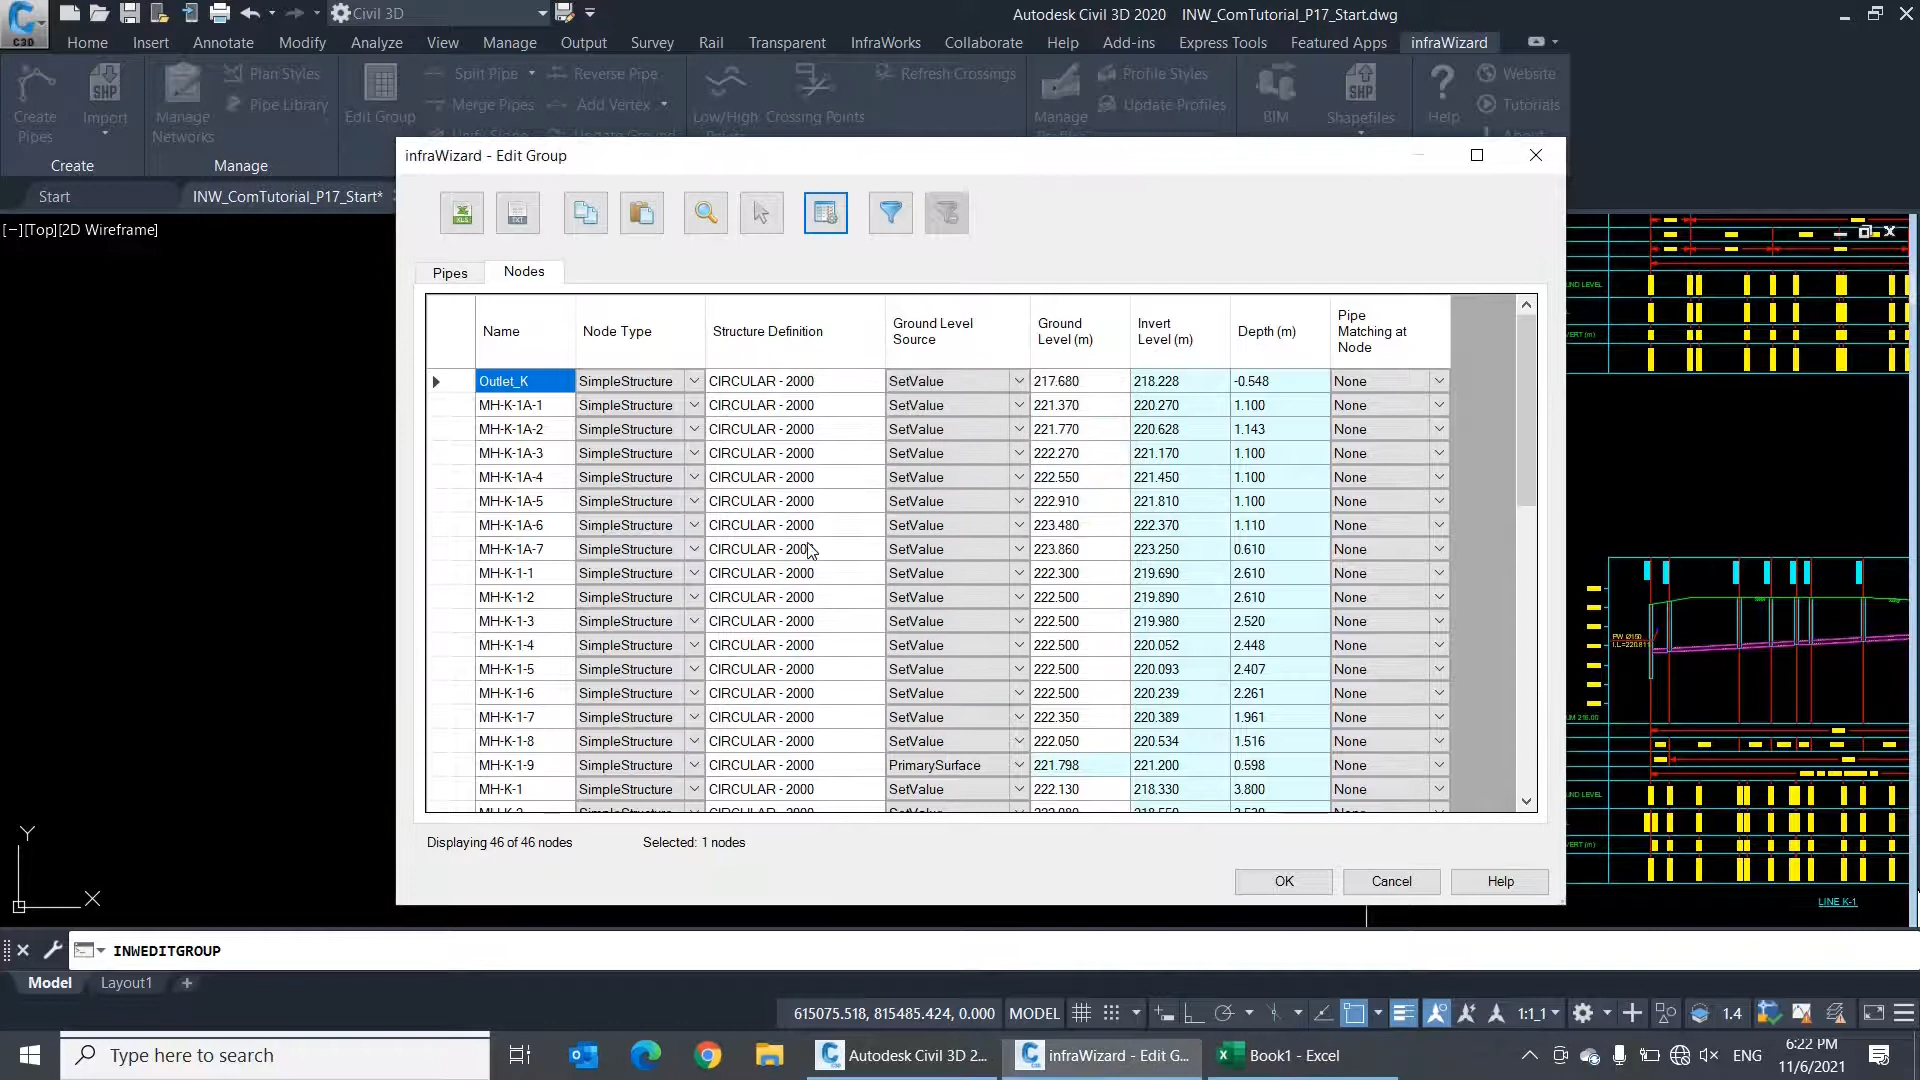 Civil 3D
Autodesk Civil 3D 2020 INW_ComTutorial_P17_Start.dwg
C3D
Home Insert Annotate Modify Analyze View Manage Output Survey Rail Transparent InfraWorks Collaborate Help Add-ins Express Tools Featured Apps infraWizard
Plan Styles Split Pipe Reverse Pipe Refresh Crossings Profile Styles Website
Pipe Library Merge Pipes Add Vertex Update Profiles Tutorials
Create Pipes Import Manage Networks Edit Group Low/High Crossing Points Manage BIM Shapefiles Help About
Create Manage
Start INW_ComTutorial_P17_Start*
[−][Top][2D Wireframe]
infraWizard - Edit Group
Pipes Nodes
Name Node Type Structure Definition Ground Level Source Ground Level (m) Invert Level (m) Depth (m) Pipe Matching at Node
Outlet_K SimpleStructure CIRCULAR - 2000 SetValue 217.680 218.228 -0.548 None
MH-K-1A-1 SimpleStructure CIRCULAR - 2000 SetValue 221.370 220.270 1.100 None
MH-K-1A-2 SimpleStructure CIRCULAR - 2000 SetValue 221.770 220.628 1.143 None
MH-K-1A-3 SimpleStructure CIRCULAR - 2000 SetValue 222.270 221.170 1.100 None
MH-K-1A-4 SimpleStructure CIRCULAR - 2000 SetValue 222.550 221.450 1.100 None
MH-K-1A-5 SimpleStructure CIRCULAR - 2000 SetValue 222.910 221.810 1.100 None
MH-K-1A-6 SimpleStructure CIRCULAR - 2000 SetValue 223.480 222.370 1.110 None
MH-K-1A-7 SimpleStructure CIRCULAR - 2000 SetValue 223.860 223.250 0.610 None
MH-K-1-1 SimpleStructure CIRCULAR - 2000 SetValue 222.300 219.690 2.610 None
MH-K-1-2 SimpleStructure CIRCULAR - 2000 SetValue 222.500 219.890 2.610 None
MH-K-1-3 SimpleStructure CIRCULAR - 2000 SetValue 222.500 219.980 2.520 None
MH-K-1-4 SimpleStructure CIRCULAR - 2000 SetValue 222.500 220.052 2.448 None
MH-K-1-5 SimpleStructure CIRCULAR - 2000 SetValue 222.500 220.093 2.407 None
MH-K-1-6 SimpleStructure CIRCULAR - 2000 SetValue 222.500 220.239 2.261 None
MH-K-1-7 SimpleStructure CIRCULAR - 2000 SetValue 222.350 220.389 1.961 None
MH-K-1-8 SimpleStructure CIRCULAR - 2000 SetValue 222.050 220.534 1.516 None
MH-K-1-9 SimpleStructure CIRCULAR - 2000 PrimarySurface 221.798 221.200 0.598 None
MH-K-1 SimpleStructure CIRCULAR - 2000 SetValue 222.130 218.330 3.800 None
Displaying 46 of 46 nodes Selected: 1 nodes
OK Cancel Help
LINE K-1
Y
X
INWEDITGROUP
Model Layout1 +
615075.518, 815485.424, 0.000 MODEL 1:1_1 1.4
Type here to search Autodesk Civil 3D 2... infraWizard - Edit G... Book1 - Excel ENG 6:22 PM
11/6/2021